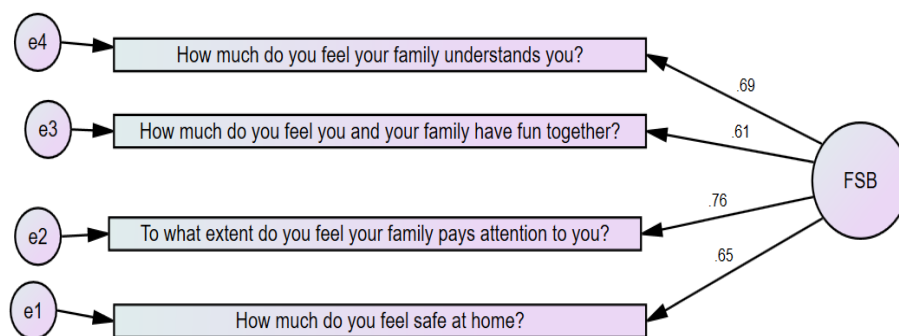 e4
How much do you feel your family understands you?
.69
e3
How much do you feel you and your family have fun together?
.61
FSB
.76
e2
To what extent do you feel your family pays attention to you?
.65
e1
How much do you feel safe at home?